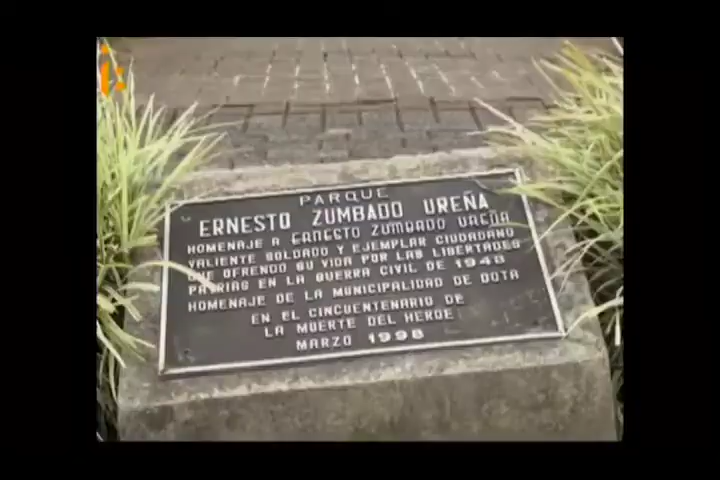 PARQUE
ERNESTO ZUMBADO UREÑA
HOMENAJE A ERNESTO ZUMBADO UREÑA
VALIENTE SOLDADO Y EJEMPLAR CIUDADANO
QUE OFRENDO SU VIDA POR LAS LIBERTADES
PATRIAS EN LA GUERRA CIVIL DE 1948
HOMENAJE DE LA MUNICIPALIDAD DE DOTA
EN EL CINCUENTENARIO DE
LA MUERTE DEL HEROE
MARZO 1998